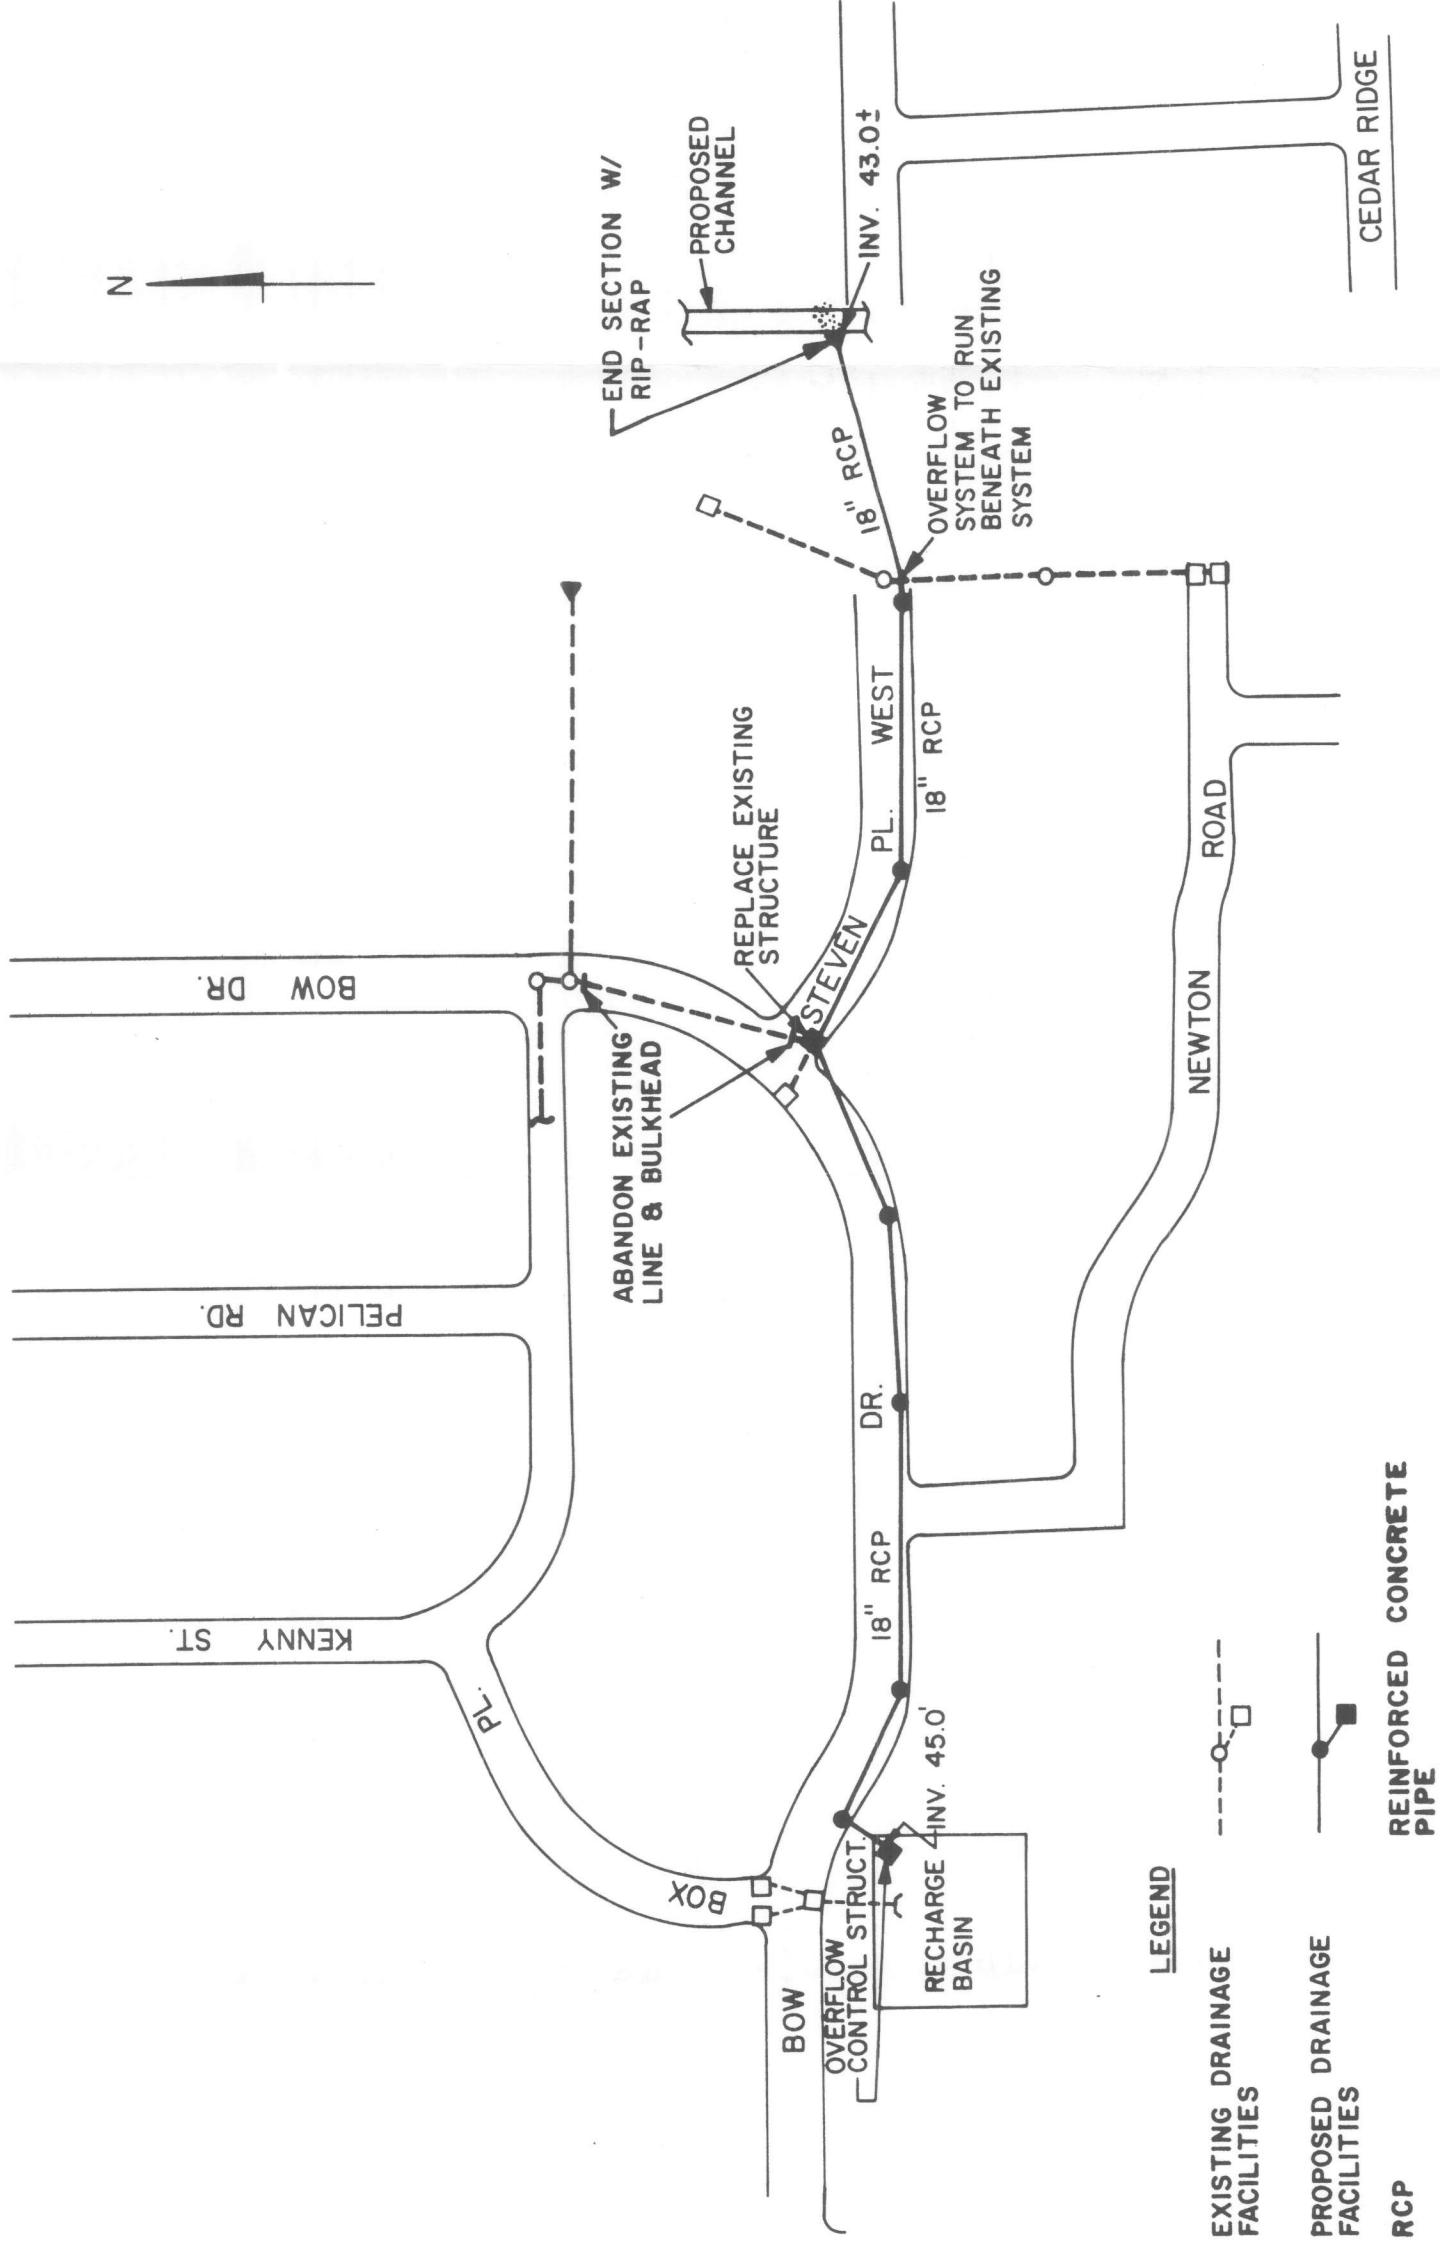 N
END SECTION W/
RIP-RAP
PROPOSED
CHANNEL
INV. 43.0±
18" RCP
OVERFLOW
SYSTEM TO RUN
BENEATH EXISTING
SYSTEM
CEDAR RIDGE
BOW DR.
REPLACE EXISTING
STRUCTURE
STEVEN PL. WEST
18" RCP
ABANDON EXISTING
LINE & BULKHEAD
PELICAN RD.
KENNY ST.
BOX PL.
NEWTON ROAD
BOW DR.
18" RCP
INV. 45.0'
OVERFLOW
CONTROL STRUCT.
RECHARGE
BASIN
LEGEND
EXISTING DRAINAGE
FACILITIES
PROPOSED DRAINAGE
FACILITIES
RCP REINFORCED CONCRETE
PIPE